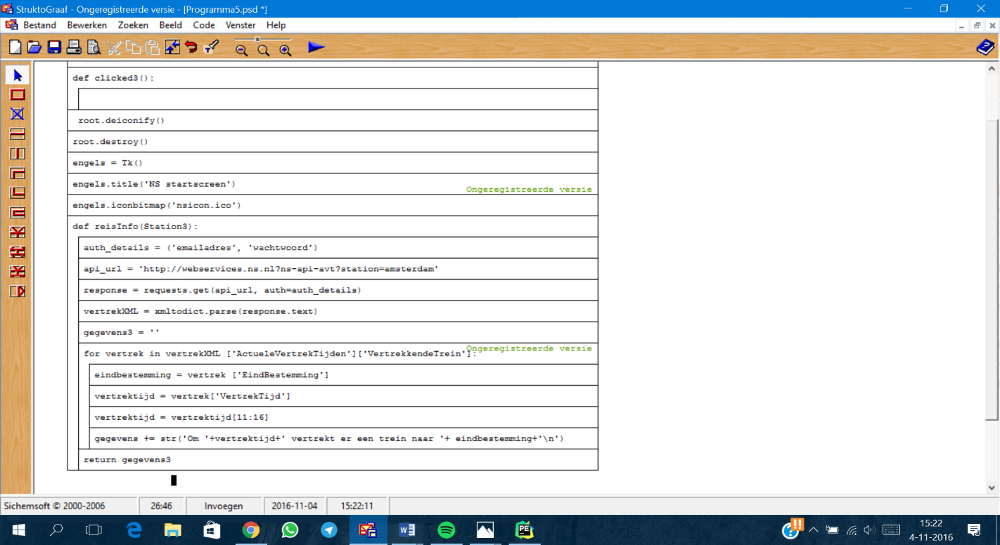 StruktoGraaf - Ongeregistreerde versie - [Programma5.psd *]
Bestand Bewerken Zoeken Beeld Code Venster Help
def clicked3():
root.deiconify()
root.destroy()
engels = Tk()
engels.title('NS startscreen')
Ongeregistreerde versie
engels.iconbitmap('nsicon.ico')
def reisInfo(Station3):
auth_details = ('emailadres', 'wachtwoord')
api_url = 'http://webservices.ns.nl?ns-api-avt?station=amsterdam'
response = requests.get(api_url, auth=auth_details)
vertrekXML = xmltodict.parse(response.text)
gegevens3 = ''
Ongeregistreerde versie
for vertrek in vertrekXML ['ActueleVertrekTijden']['VertrekkendeTrein']:
eindbestemming = vertrek ['EindBestemming']
vertrektijd = vertrek['VertrekTijd']
vertrektijd = vertrektijd[11:16]
gegevens += str('Om '+vertrektijd+' vertrekt er een trein naar '+ eindbestemming+'\n')
return gegevens3
Sichemsoft © 2000-2006 26:46 Invoegen 2016-11-04 15:22:11
15:22
4-11-2016